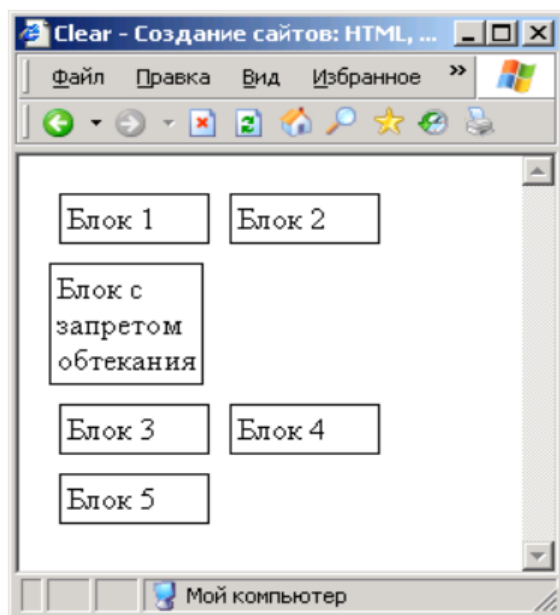 Clear - Создание сайтов: HTML, ...
Файл Правка Вид Избранное »
Блок 1 Блок 2
Блок с
запретом
обтекания
Блок 3 Блок 4
Блок 5
Мой компьютер